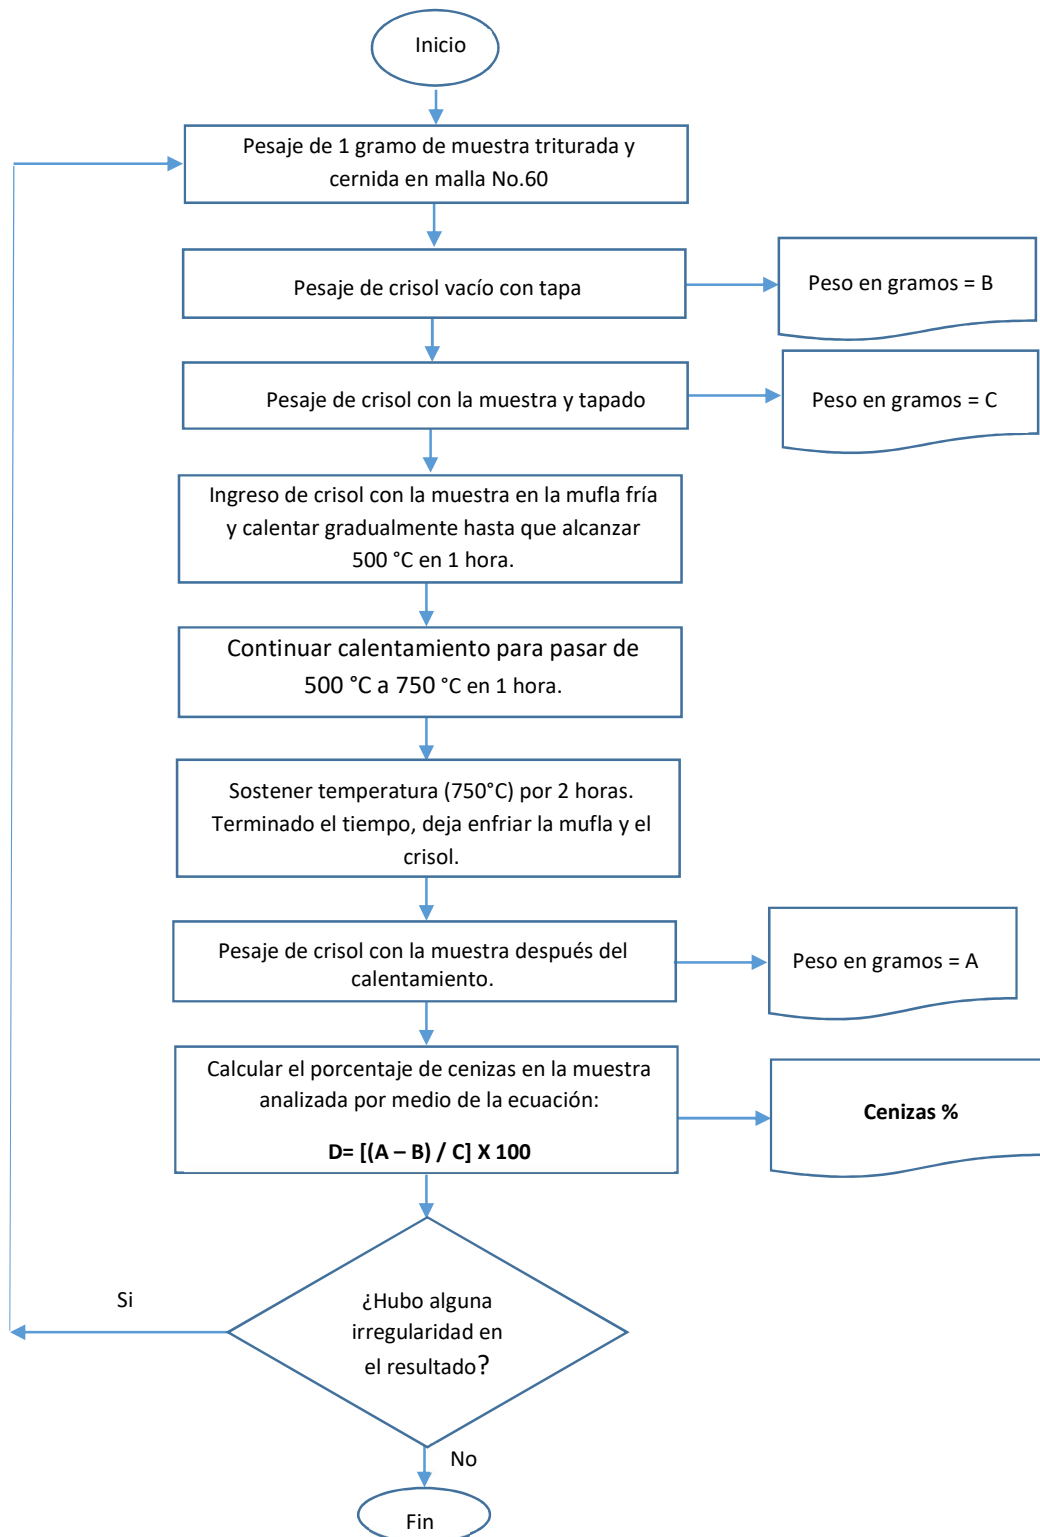 Inicio
Pesaje de 1 gramo de muestra triturada y
cernida en malla No.60
Pesaje de crisol vacío con tapa
Peso en gramos = B
Pesaje de crisol con la muestra y tapado
Peso en gramos = C
Ingreso de crisol con la muestra en la mufla fría
y calentar gradualmente hasta que alcanzar
500 °C en 1 hora.
Continuar calentamiento para pasar de
500 °C a 750 °C en 1 hora.
Sostener temperatura (750°C) por 2 horas.
Terminado el tiempo, deja enfriar la mufla y el
crisol.
Pesaje de crisol con la muestra después del
calentamiento.
Peso en gramos = A
Calcular el porcentaje de cenizas en la muestra
analizada por medio de la ecuación:
D= [(A – B) / C] X 100
Cenizas %
¿Hubo alguna
irregularidad en
el resultado?
Si
No
Fin